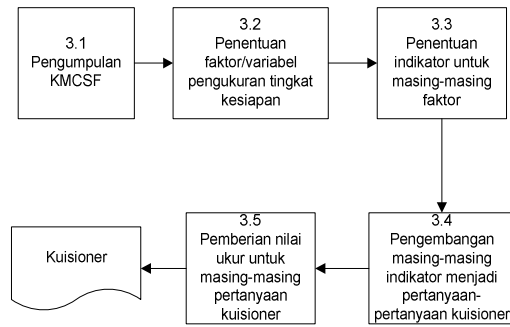 3.1
Pengumpulan
KMCSF
3.2
Penentuan
faktor/variabel
pengukuran tingkat
kesiapan
3.3
Penentuan
indikator untuk
masing-masing
faktor
3.4
Pengembangan
masing-masing
indikator menjadi
pertanyaan-
pertanyaan kuisioner
3.5
Pemberian nilai
ukur untuk
masing-masing
pertanyaan
kuisioner
Kuisioner